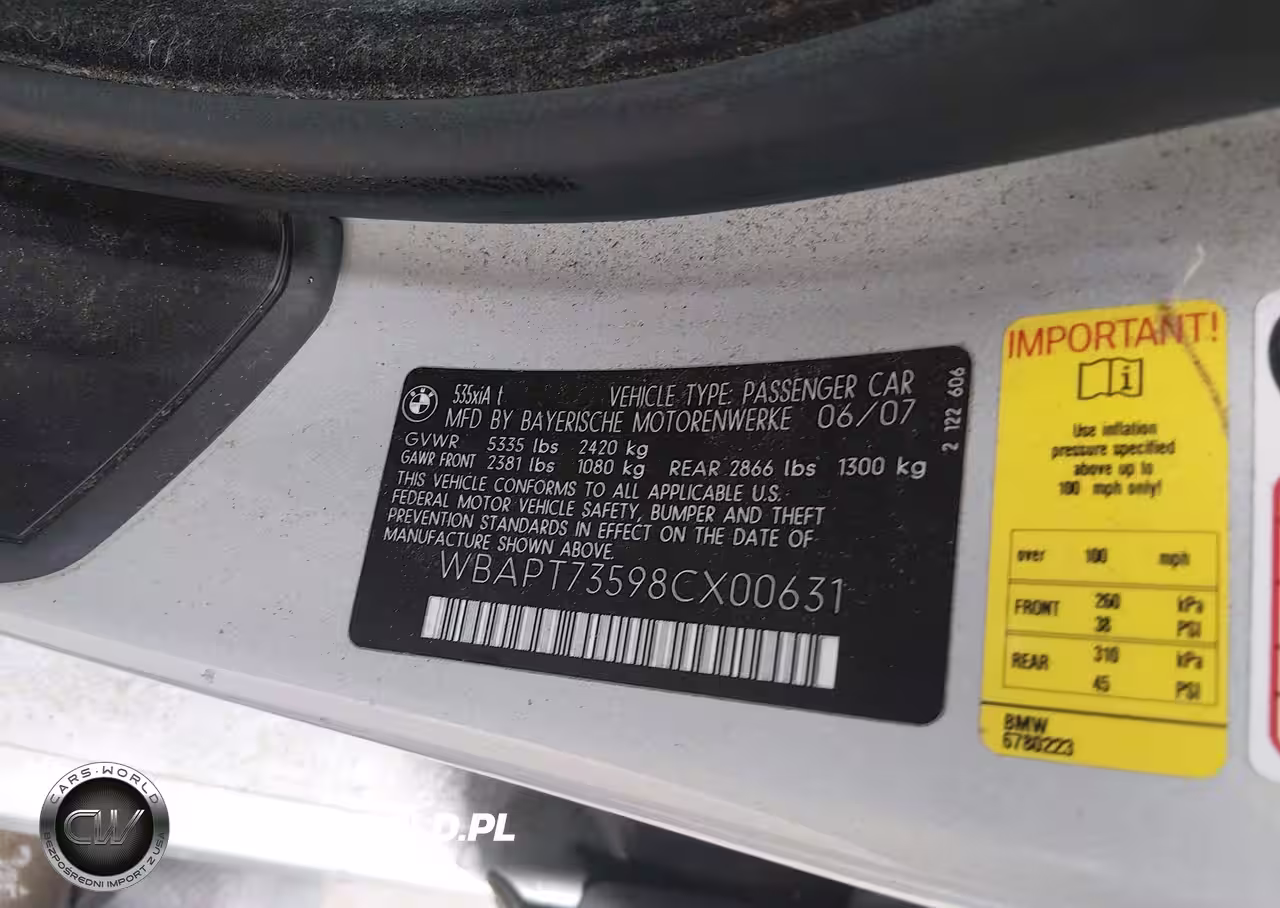 535xiA t VEHICLE TYPE: PASSENGER CAR
MFD BY BAYERISCHE MOTORENWERKE 06/07
GVWR 5335 lbs 2420 kg
GAWR FRONT 2381 lbs 1080 kg REAR 2866 lbs 1300 kg
THIS VEHICLE CONFORMS TO ALL APPLICABLE U.S.
FEDERAL MOTOR VEHICLE SAFETY, BUMPER AND THEFT
PREVENTION STANDARDS IN EFFECT ON THE DATE OF
MANUFACTURE SHOWN ABOVE.
WBAPT73598CX00631
2 122 606
IMPORTANT!
i
Use inflation
pressure specified
above up to
100 mph only!
over 100 mph
FRONT 260 kPa
38 PSI
REAR 310 kPa
45 PSI
BMW
6780223
CARS-WORLD
CW
BEZPOŚREDNI IMPORT Z USA
D.PL